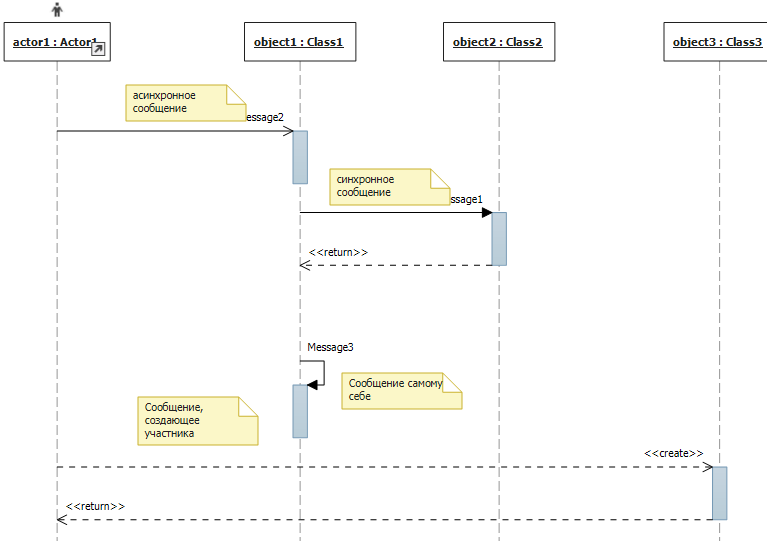 actor1 : Actor1
object1 : Class1
object2 : Class2
object3 : Class3
асинхронное
сообщение
essage2
синхронное
сообщение
ssage1
<<return>>
Message3
Сообщение самому
себе
Сообщение,
создающее
участника
<<create>>
<<return>>